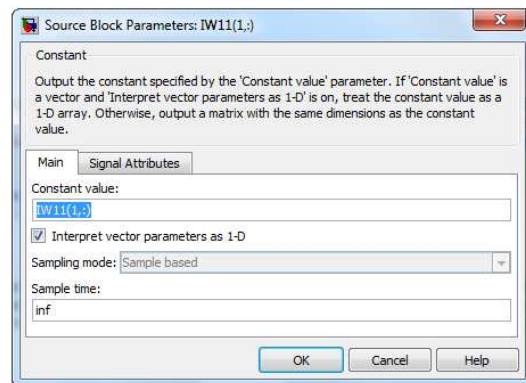 Source Block Parameters: IW11(1,:)
Constant
Output the constant specified by the 'Constant value' parameter. If 'Constant value' is
a vector and 'Interpret vector parameters as 1-D' is on, treat the constant value as a
1-D array. Otherwise, output a matrix with the same dimensions as the constant
value.
Main Signal Attributes
Constant value:
IW11(1,:)
Interpret vector parameters as 1-D
Sampling mode: Sample based
Sample time:
inf
OK Cancel Help